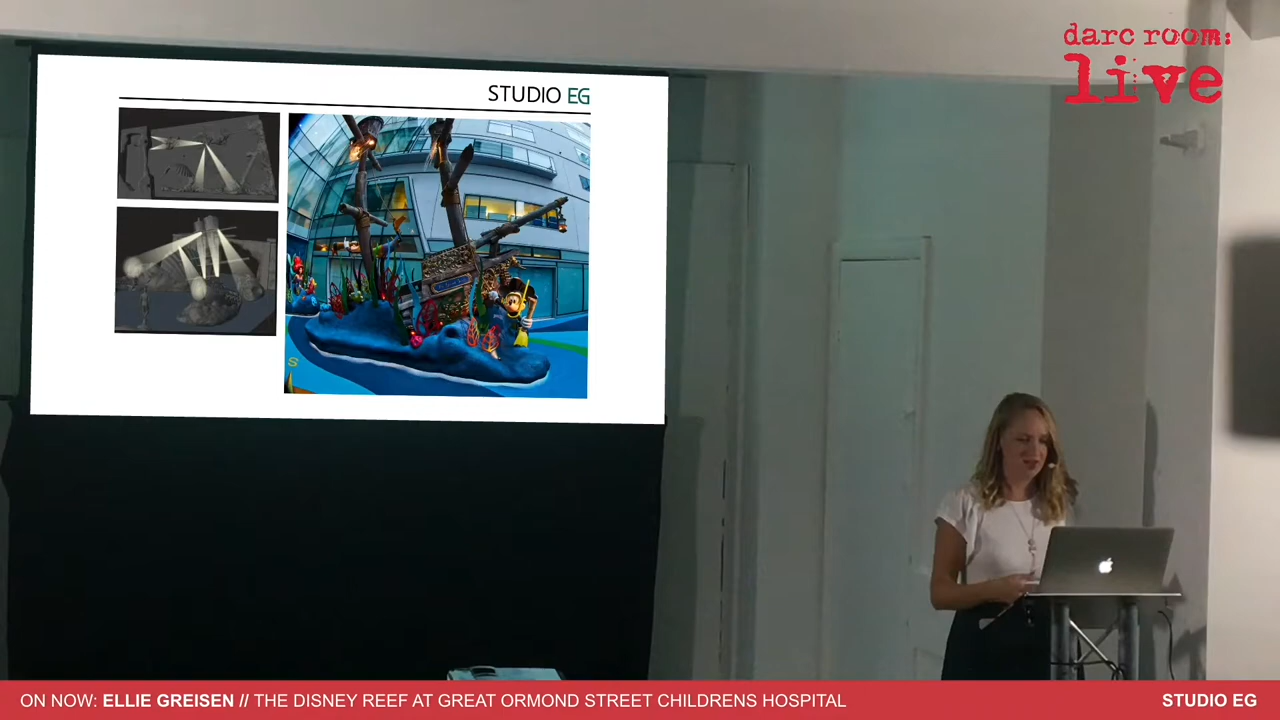 darc room:
live
STUDIO EG
S
ON NOW: ELLIE GREISEN // THE DISNEY REEF AT GREAT ORMOND STREET CHILDRENS HOSPITAL
STUDIO EG